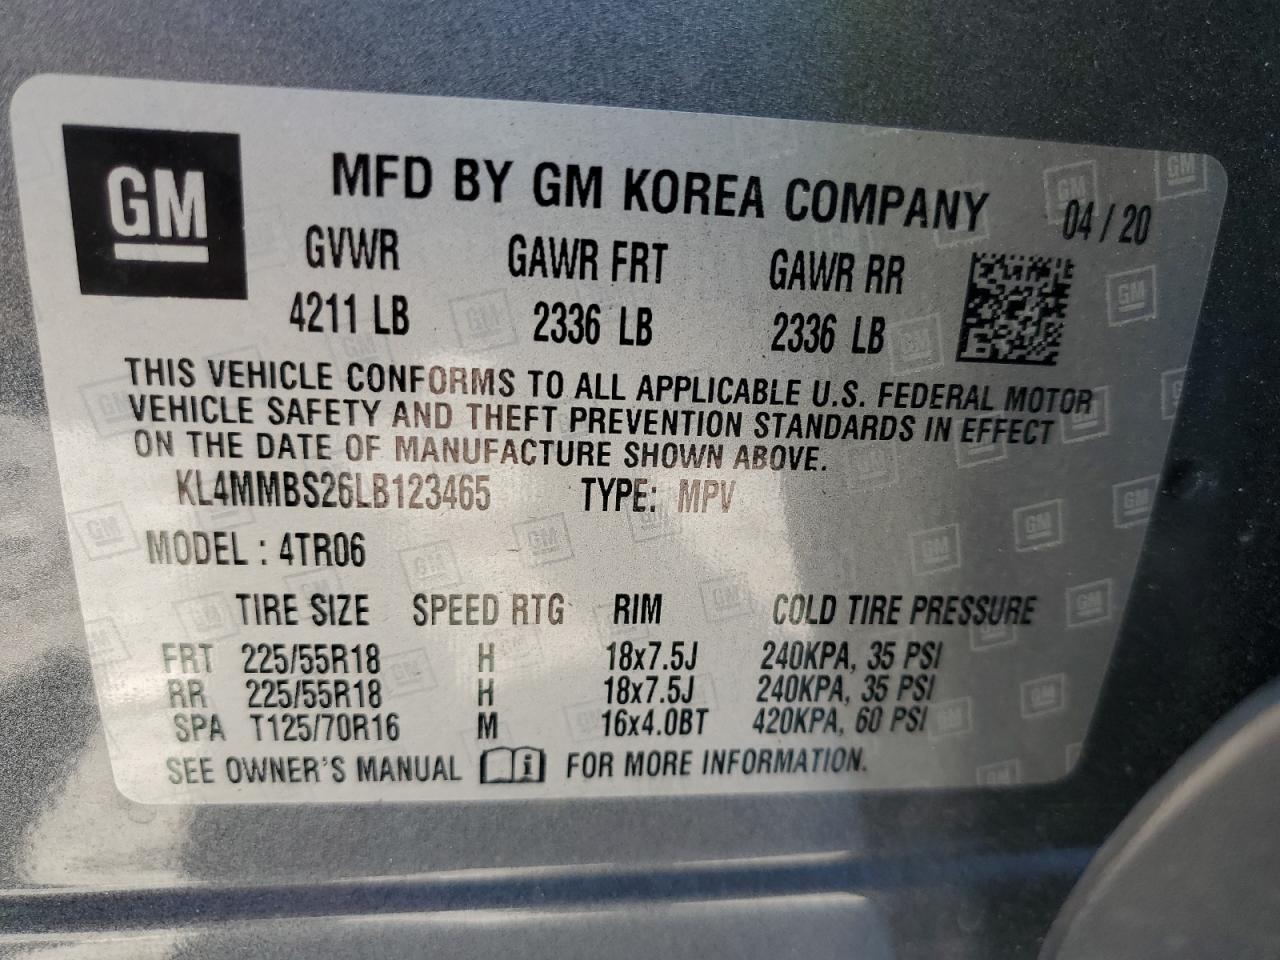 GM
MFD BY GM KOREA COMPANY
04 / 20
GVWR GAWR FRT GAWR RR
4211 LB 2336 LB 2336 LB
THIS VEHICLE CONFORMS TO ALL APPLICABLE U.S. FEDERAL MOTOR
VEHICLE SAFETY AND THEFT PREVENTION STANDARDS IN EFFECT
ON THE DATE OF MANUFACTURE SHOWN ABOVE.
KL4MMBS26LB123465 TYPE: MPV
MODEL : 4TR06
TIRE SIZE SPEED RTG RIM COLD TIRE PRESSURE
FRT 225/55R18 H 18x7.5J 240KPA, 35 PSI
RR 225/55R18 H 18x7.5J 240KPA, 35 PSI
SPA T125/70R16 M 16x4.0BT 420KPA, 60 PSI
SEE OWNER'S MANUAL i FOR MORE INFORMATION.